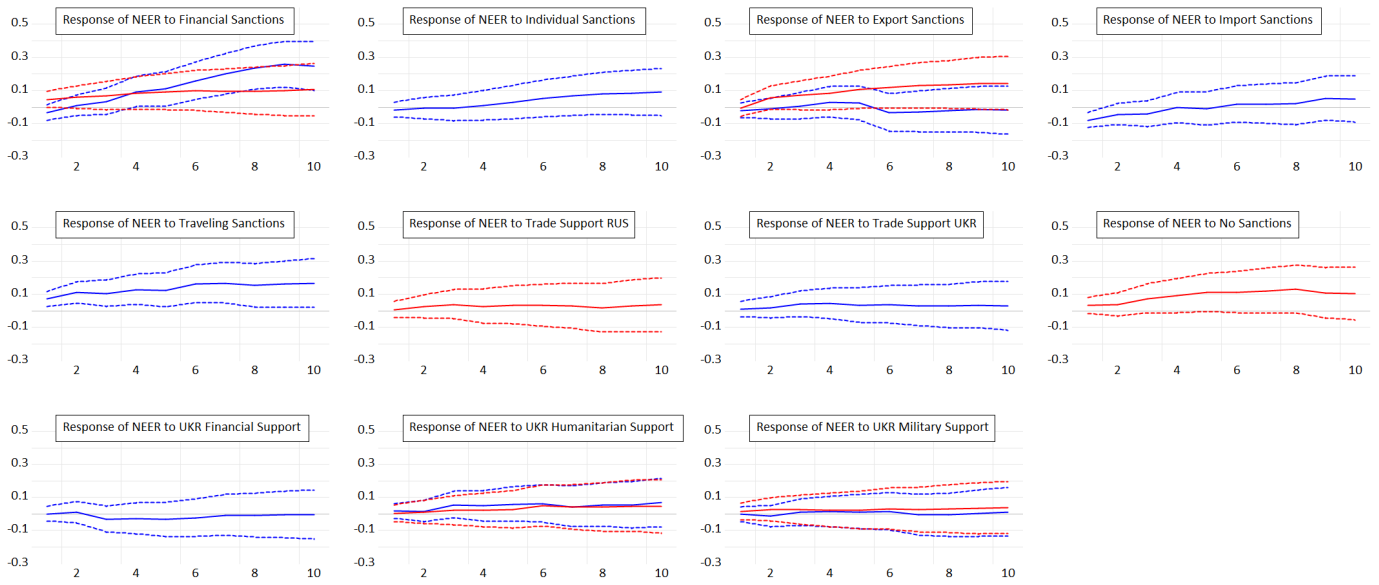 Response of NEER to Financial Sanctions
0.5
0.3
0.1
-0.1
-0.3
2 4 6 8 10
Response of NEER to Individual Sanctions
0.5
0.3
0.1
-0.1
-0.3
2 4 6 8 10
Response of NEER to Export Sanctions
0.5
0.3
0.1
-0.1
-0.3
2 4 6 8 10
Response of NEER to Import Sanctions
0.5
0.3
0.1
-0.1
-0.3
2 4 6 8 10
Response of NEER to Traveling Sanctions
0.5
0.3
0.1
-0.1
-0.3
2 4 6 8 10
Response of NEER to Trade Support RUS
0.5
0.3
0.1
-0.1
-0.3
2 4 6 8 10
Response of NEER to Trade Support UKR
0.5
0.3
0.1
-0.1
-0.3
2 4 6 8 10
Response of NEER to No Sanctions
0.5
0.3
0.1
-0.1
-0.3
2 4 6 8 10
Response of NEER to UKR Financial Support
0.5
0.3
0.1
-0.1
-0.3
2 4 6 8 10
Response of NEER to UKR Humanitarian Support
0.5
0.3
0.1
-0.1
-0.3
2 4 6 8 10
Response of NEER to UKR Military Support
0.5
0.3
0.1
-0.1
-0.3
2 4 6 8 10